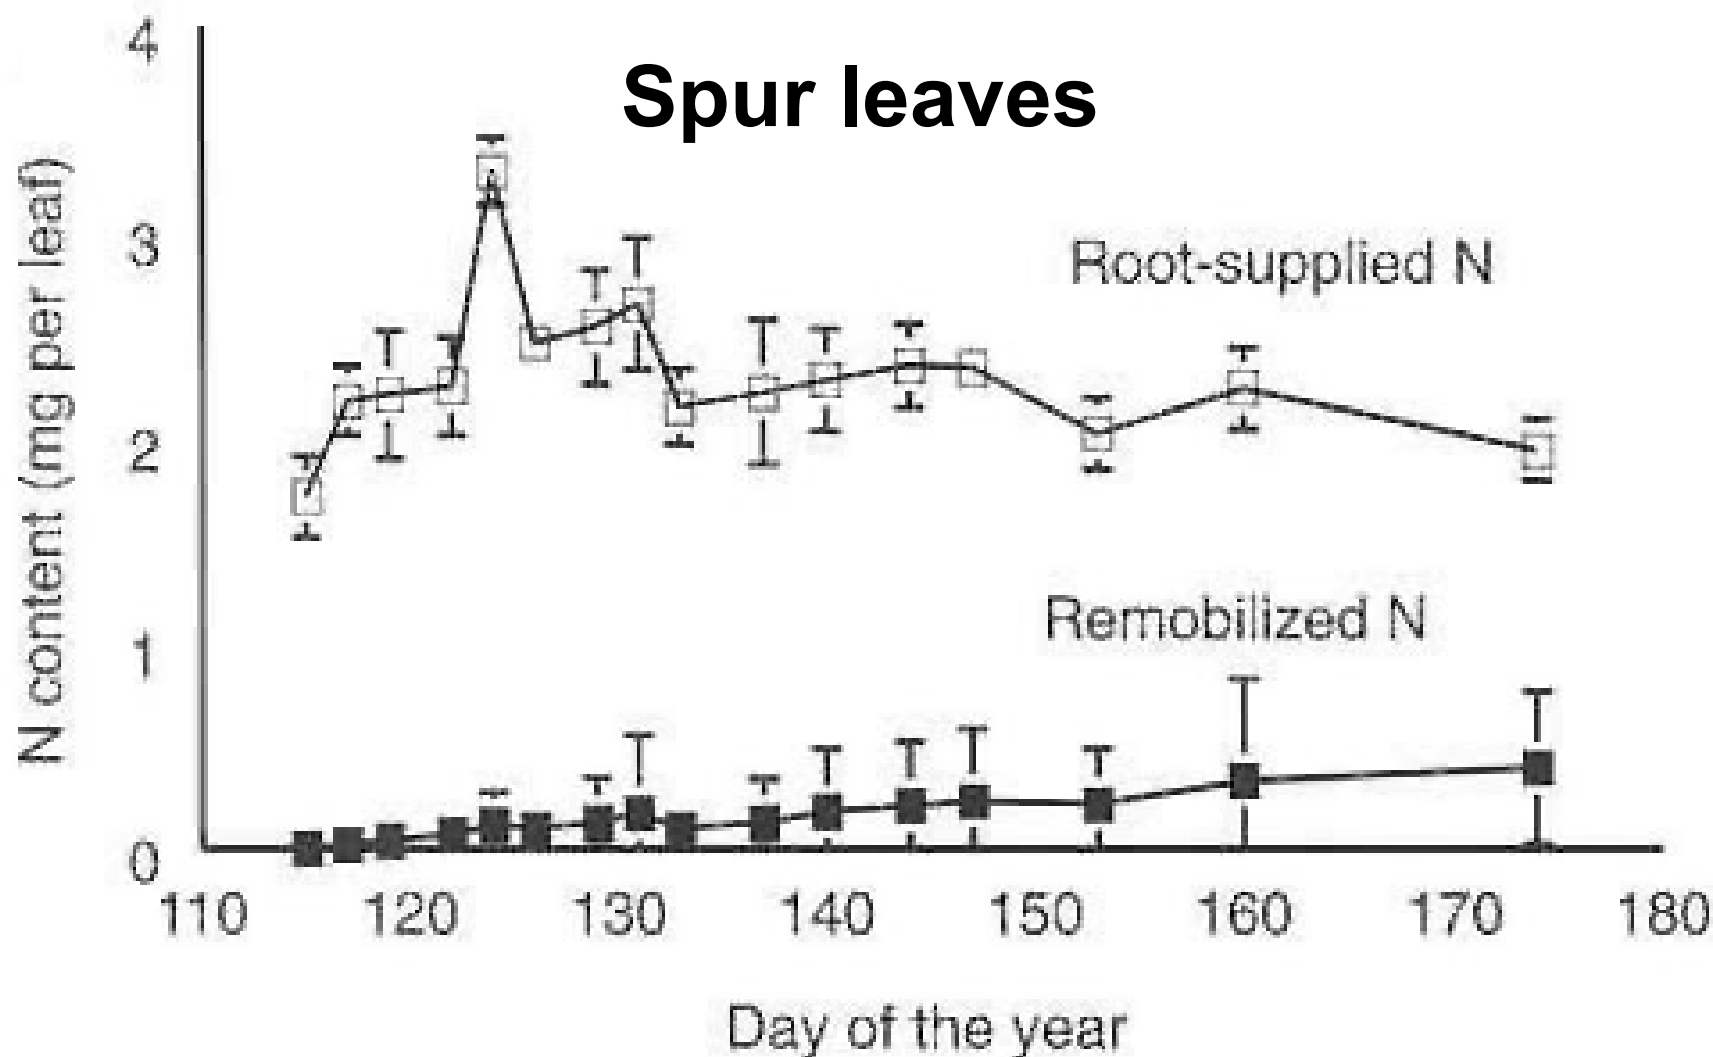 Spur leaves
N content (mg per leaf)
4
3
2
1
0
Root-supplied N
Remobilized N
110 120 130 140 150 160 170 180
Day of the year